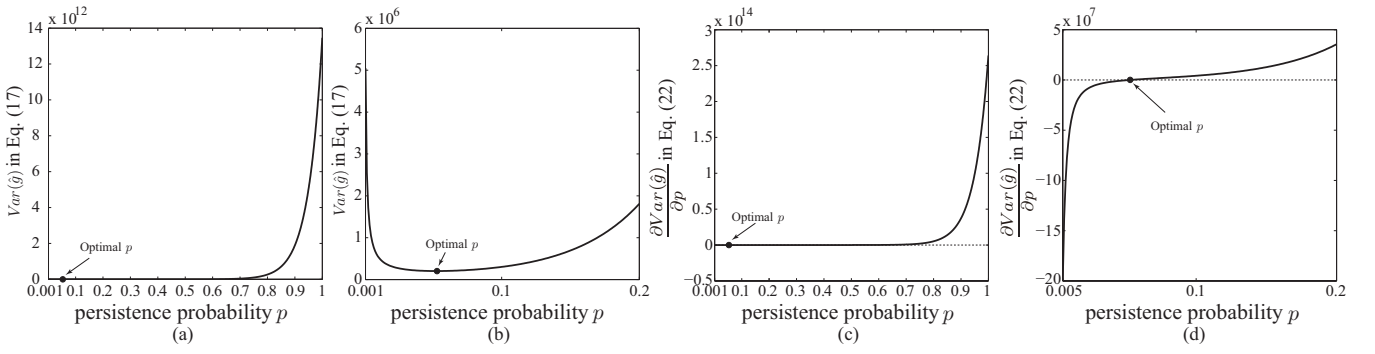 x 10^12
14
12
10
8
6
4
2
0
Var(ĝ) in Eq. (17)
Optimal p
0.001 0.1 0.2 0.3 0.4 0.5 0.6 0.7 0.8 0.9 1
persistence probability p
(a)
x 10^6
6
5
4
3
2
1
0
Var(ĝ) in Eq. (17)
Optimal p
0.001 0.1 0.2
persistence probability p
(b)
x 10^14
3
2.5
2
1.5
1
0.5
0
−0.5
∂Var(ĝ)/∂p in Eq. (22)
Optimal p
0.001 0.1 0.2 0.3 0.4 0.5 0.6 0.7 0.8 0.9 1
persistence probability p
(c)
x 10^7
5
0
−5
−10
−15
−20
∂Var(ĝ)/∂p in Eq. (22)
Optimal p
0.005 0.1 0.2
persistence probability p
(d)